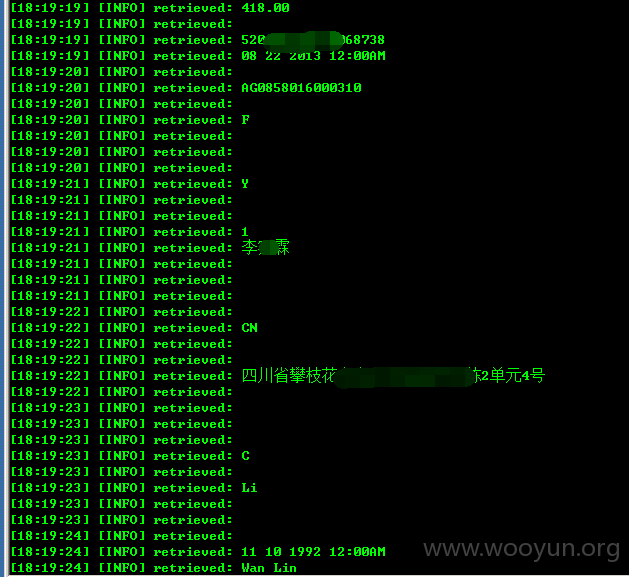 [18:19:19] [INFO] retrieved: 418.00
[18:19:19] [INFO] retrieved:
[18:19:19] [INFO] retrieved: 520 068738
[18:19:19] [INFO] retrieved: 08 22 2013 12:00AM
[18:19:20] [INFO] retrieved:
[18:19:20] [INFO] retrieved: AG0858016000310
[18:19:20] [INFO] retrieved:
[18:19:20] [INFO] retrieved: F
[18:19:20] [INFO] retrieved:
[18:19:20] [INFO] retrieved:
[18:19:20] [INFO] retrieved:
[18:19:21] [INFO] retrieved: Y
[18:19:21] [INFO] retrieved:
[18:19:21] [INFO] retrieved:
[18:19:21] [INFO] retrieved: 1
[18:19:21] [INFO] retrieved: 李 霖
[18:19:21] [INFO] retrieved:
[18:19:21] [INFO] retrieved:
[18:19:21] [INFO] retrieved:
[18:19:22] [INFO] retrieved:
[18:19:22] [INFO] retrieved: CN
[18:19:22] [INFO] retrieved:
[18:19:22] [INFO] retrieved:
[18:19:22] [INFO] retrieved: 四川省攀枝花 2单元4号
[18:19:22] [INFO] retrieved:
[18:19:23] [INFO] retrieved:
[18:19:23] [INFO] retrieved:
[18:19:23] [INFO] retrieved:
[18:19:23] [INFO] retrieved: C
[18:19:23] [INFO] retrieved:
[18:19:23] [INFO] retrieved: Li
[18:19:23] [INFO] retrieved:
[18:19:23] [INFO] retrieved:
[18:19:24] [INFO] retrieved:
[18:19:24] [INFO] retrieved: 11 10 1992 12:00AM
[18:19:24] [INFO] retrieved: Wan Lin
www.wooyun.org